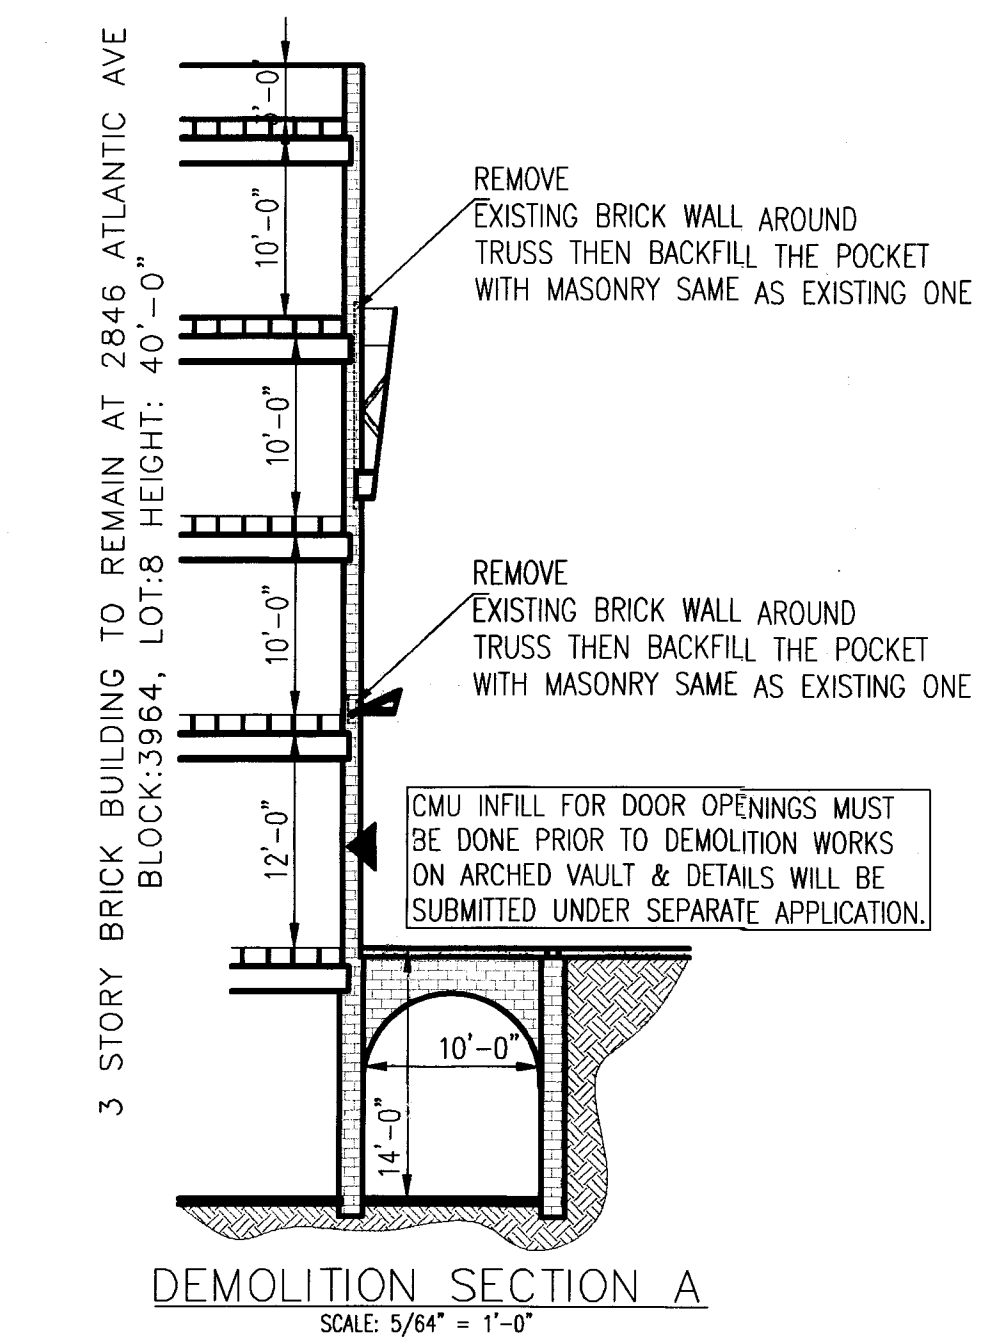 3 STORY BRICK BUILDING TO REMAIN AT 2846 ATLANTIC AVE
BLOCK:3964, LOT:8 HEIGHT: 40'-0"
10'-0"
REMOVE
EXISTING BRICK WALL AROUND
TRUSS THEN BACKFILL THE POCKET
WITH MASONRY SAME AS EXISTING ONE
10'-0"
10'-0"
REMOVE
EXISTING BRICK WALL AROUND
TRUSS THEN BACKFILL THE POCKET
WITH MASONRY SAME AS EXISTING ONE
12'-0"
CMU INFILL FOR DOOR OPENINGS MUST
BE DONE PRIOR TO DEMOLITION WORKS
ON ARCHED VAULT & DETAILS WILL BE
SUBMITTED UNDER SEPARATE APPLICATION.
10'-0"
14'-0"
DEMOLITION SECTION A
SCALE: 5/64" = 1'-0"